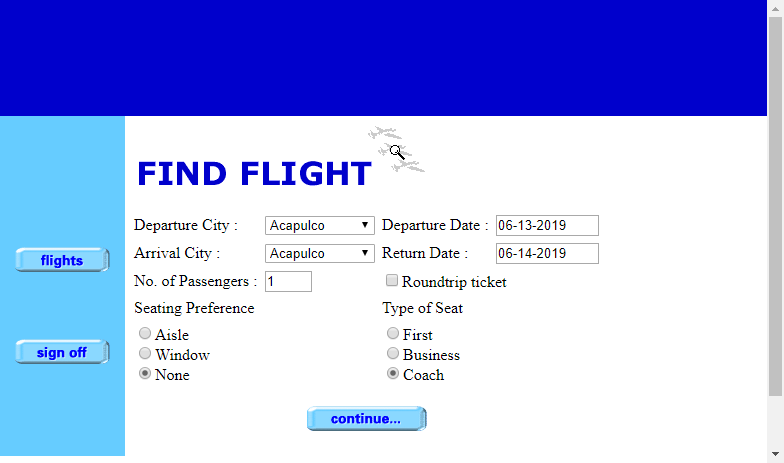 FIND FLIGHT
Departure City : Acapulco Departure Date : 06-13-2019
Arrival City : Acapulco Return Date : 06-14-2019
flights
No. of Passengers : 1 Roundtrip ticket
Seating Preference Type of Seat
Aisle First
sign off
Window Business
None Coach
continue...